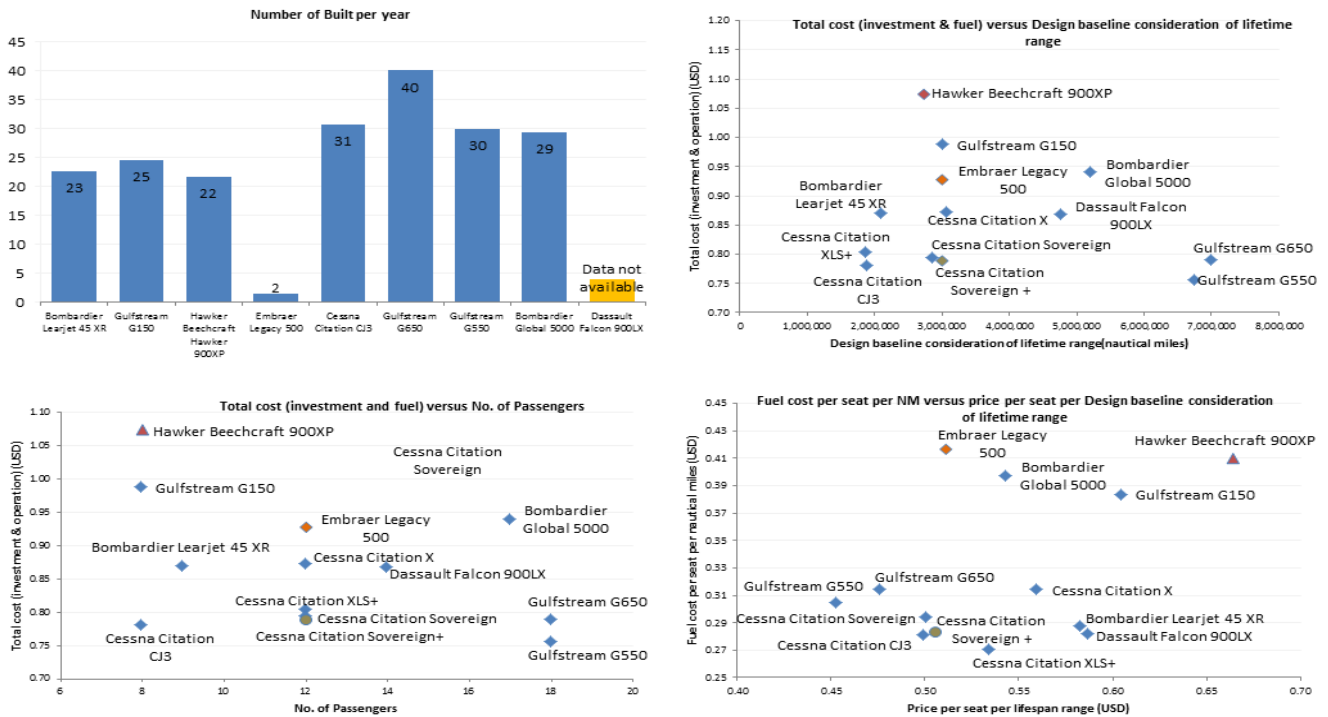 Number of Built per year
45
40
35
30
25
20
15
10
5
0
23
25
22
2
31
40
30
29
Data not
available
Bombardier
Learjet 45 XR
Gulfstream
G150
Hawker
Beechcraft
Hawker
900XP
Embraer
Legacy 500
Cessna
Citation CJ3
Gulfstream
G650
Gulfstream
G550
Bombardier
Global 5000
Dassault
Falcon 900LX
Total cost (investment & fuel) versus Design baseline consideration of lifetime
range
Total cost (investment & operation) (USD)
1.20
1.15
1.10
1.05
1.00
0.95
0.90
0.85
0.80
0.75
0.70
Hawker Beechcraft 900XP
Gulfstream G150
Embraer Legacy
500
Bombardier
Global 5000
Bombardier
Learjet 45 XR
Cessna Citation X
Dassault Falcon
900LX
Cessna Citation
XLS+
Cessna Citation Sovereign
Cessna Citation
Sovereign +
Cessna Citation
CJ3
Gulfstream G650
Gulfstream G550
0
1,000,000
2,000,000
3,000,000
4,000,000
5,000,000
6,000,000
7,000,000
8,000,000
Design baseline consideration of lifetime range(nautical miles)
Total cost (investment and fuel) versus No. of Passengers
Total cost (investment & operation) (USD)
1.10
1.05
1.00
0.95
0.90
0.85
0.80
0.75
0.70
Hawker Beechcraft 900XP
Cessna Citation
Sovereign
Gulfstream G150
Embraer Legacy
500
Bombardier
Global 5000
Bombardier Learjet 45 XR
Cessna Citation X
Dassault Falcon 900LX
Cessna Citation XLS+
Cessna Citation Sovereign
Cessna Citation Sovereign+
Cessna Citation
CJ3
Gulfstream G650
Gulfstream G550
6
8
10
12
14
16
18
20
No. of Passengers
Fuel cost per seat per NM versus price per seat per Design baseline consideration
of lifetime range
Fuel cost per seat per nautical miles (USD)
0.45
0.43
0.41
0.39
0.37
0.35
0.33
0.31
0.29
0.27
0.25
Embraer Legacy
500
Hawker Beechcraft 900XP
Bombardier
Global 5000
Gulfstream G150
Gulfstream G550
Gulfstream G650
Cessna Citation X
Cessna Citation Sovereign
Cessna Citation
Sovereign +
Bombardier Learjet 45 XR
Dassault Falcon 900LX
Cessna Citation CJ3
Cessna Citation XLS+
0.40
0.45
0.50
0.55
0.60
0.65
0.70
Price per seat per lifespan range (USD)